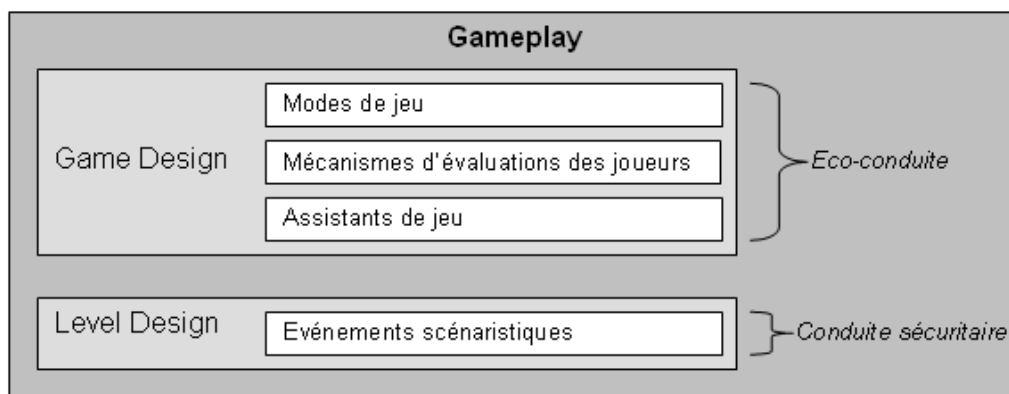 Gameplay
Game Design
Modes de jeu
Mécanismes d'évaluations des joueurs
Assistants de jeu
Eco-conduite
Level Design
Evénements scénaristiques
Conduite sécuritaire